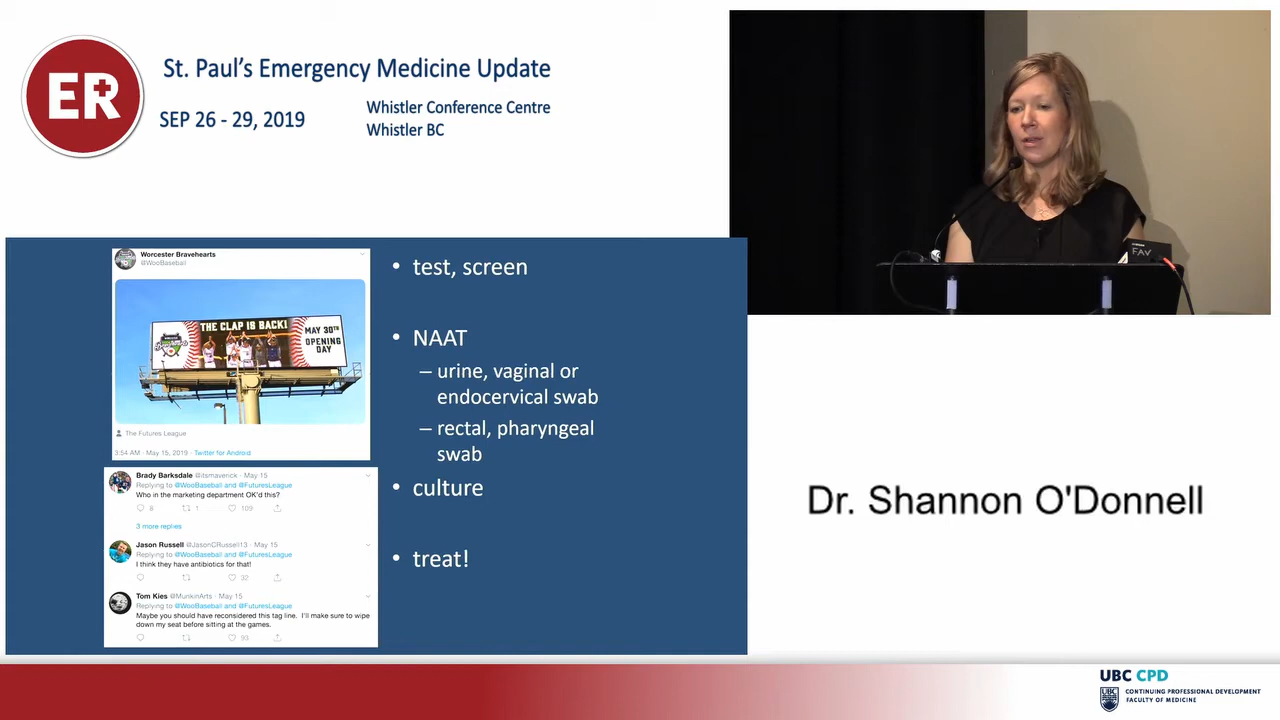 ER
St. Paul's Emergency Medicine Update
SEP 26 - 29, 2019
Whistler Conference Centre
Whistler BC
Worcester Bravehearts
@WooBaseball
THE CLAP IS BACK!
MAY 30TH
OPENING
DAY
The Futures League
3:54 AM · May 15, 2019 · Twitter for Android
Brady Barksdale @itsmaverick · May 15
Replying to @WooBaseball and @FuturesLeague
Who in the marketing department OK'd this?
8 1 109
3 more replies
Jason Russell @JasonCRussell13 · May 15
Replying to @WooBaseball and @FuturesLeague
I think they have antibiotics for that!
32
Tom Kies @MunkinArts · May 15
Replying to @WooBaseball and @FuturesLeague
Maybe you should have reconsidered this tag line. I'll make sure to wipe
down my seat before sitting at the games.
93
• test, screen
• NAAT
– urine, vaginal or
endocervical swab
– rectal, pharyngeal
swab
• culture
• treat!
FAV
Dr. Shannon O'Donnell
UBC CPD
CONTINUING PROFESSIONAL DEVELOPMENT
FACULTY OF MEDICINE